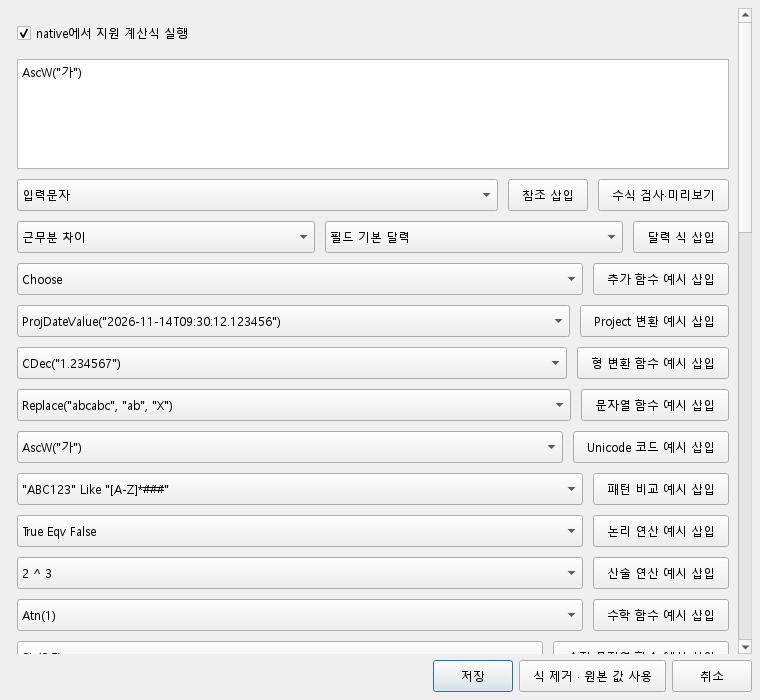 native에서 지원 계산식 실행
AscW("가")
입력문자 참조 삽입 수식 검사·미리보기
근무분 차이 필드 기본 달력 달력 식 삽입
Choose 추가 함수 예시 삽입
ProjDateValue("2026-11-14T09:30:12.123456") Project 변환 예시 삽입
CDec("1.234567") 형 변환 함수 예시 삽입
Replace("abcabc", "ab", "X") 문자열 함수 예시 삽입
AscW("가") Unicode 코드 예시 삽입
"ABC123" Like "[A-Z]*###" 패턴 비교 예시 삽입
True Eqv False 논리 연산 예시 삽입
2 ^ 3 산술 연산 예시 삽입
Atn(1) 수학 함수 예시 삽입
저장 식 제거 · 원본 값 사용 취소